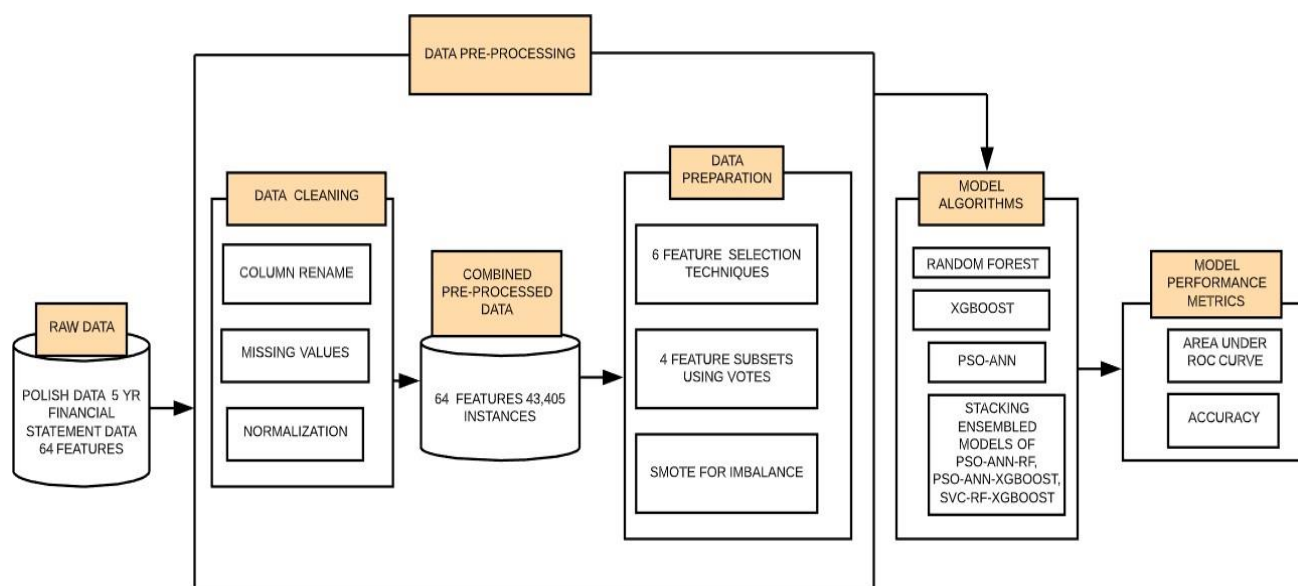 DATA PRE-PROCESSING
RAW DATA
POLISH DATA 5 YR
FINANCIAL
STATEMENT DATA
64 FEATURES
DATA CLEANING
COLUMN RENAME
MISSING VALUES
NORMALIZATION
COMBINED
PRE-PROCESSED
DATA
64 FEATURES 43,405
INSTANCES
DATA
PREPARATION
6 FEATURE SELECTION
TECHNIQUES
4 FEATURE SUBSETS
USING VOTES
SMOTE FOR IMBALANCE
MODEL
ALGORITHMS
RANDOM FOREST
XGBOOST
PSO-ANN
STACKING
ENSEMBLED
MODELS OF
PSO-ANN-RF,
PSO-ANN-XGBOOST,
SVC-RF-XGBOOST
MODEL
PERFORMANCE
METRICS
AREA UNDER
ROC CURVE
ACCURACY